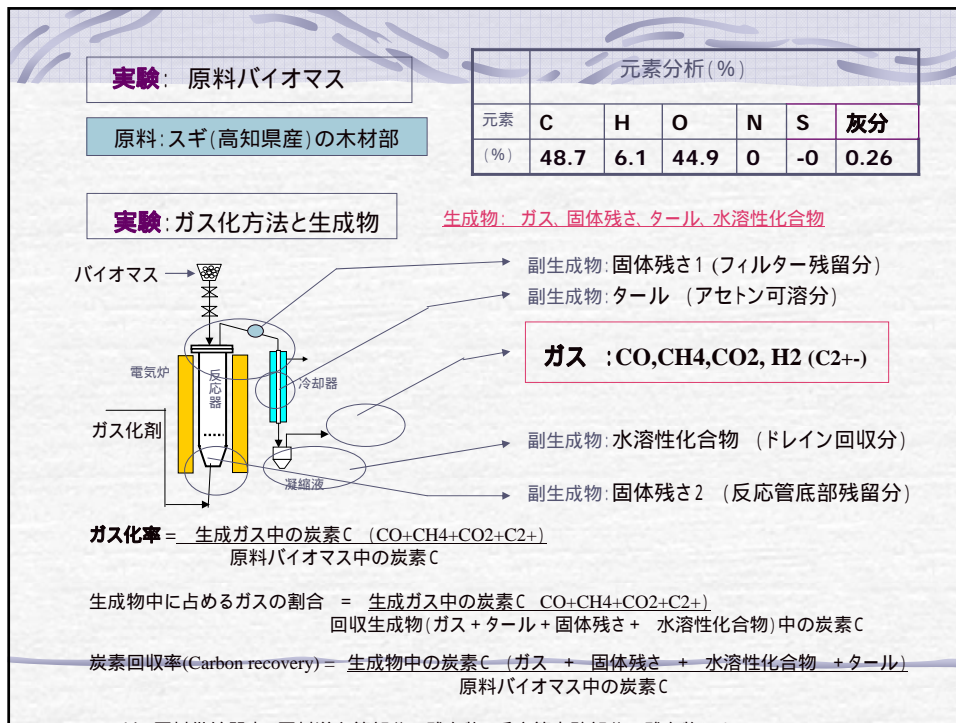 実験: 原料バイオマス
原料:スギ(高知県産)の木材部
元素分析(%)
元素 C H O N S 灰分
(%) 48.7 6.1 44.9 0 -0 0.26
実験:ガス化方法と生成物
生成物: ガス、固体残さ、タール、水溶性化合物
バイオマス
電気炉
反応器
冷却器
ガス化剤
凝縮液
副生成物:固体残さ1 (フィルター残留分)
副生成物:タール (アセトン可溶分)
ガス :CO,CH4,CO2, H2 (C2+-)
副生成物:水溶性化合物 (ドレイン回収分)
副生成物:固体残さ2 (反応管底部残留分)
ガス化率 = 生成ガス中の炭素C (CO+CH4+CO2+C2+)
原料バイオマス中の炭素C
生成物中に占めるガスの割合 = 生成ガス中の炭素C CO+CH4+CO2+C2+)
回収生成物(ガス+タール+固体残さ+ 水溶性化合物)中の炭素C
炭素回収率(Carbon recovery) = 生成物中の炭素C (ガス + 固体残さ + 水溶性化合物 +タール)
原料バイオマス中の炭素C